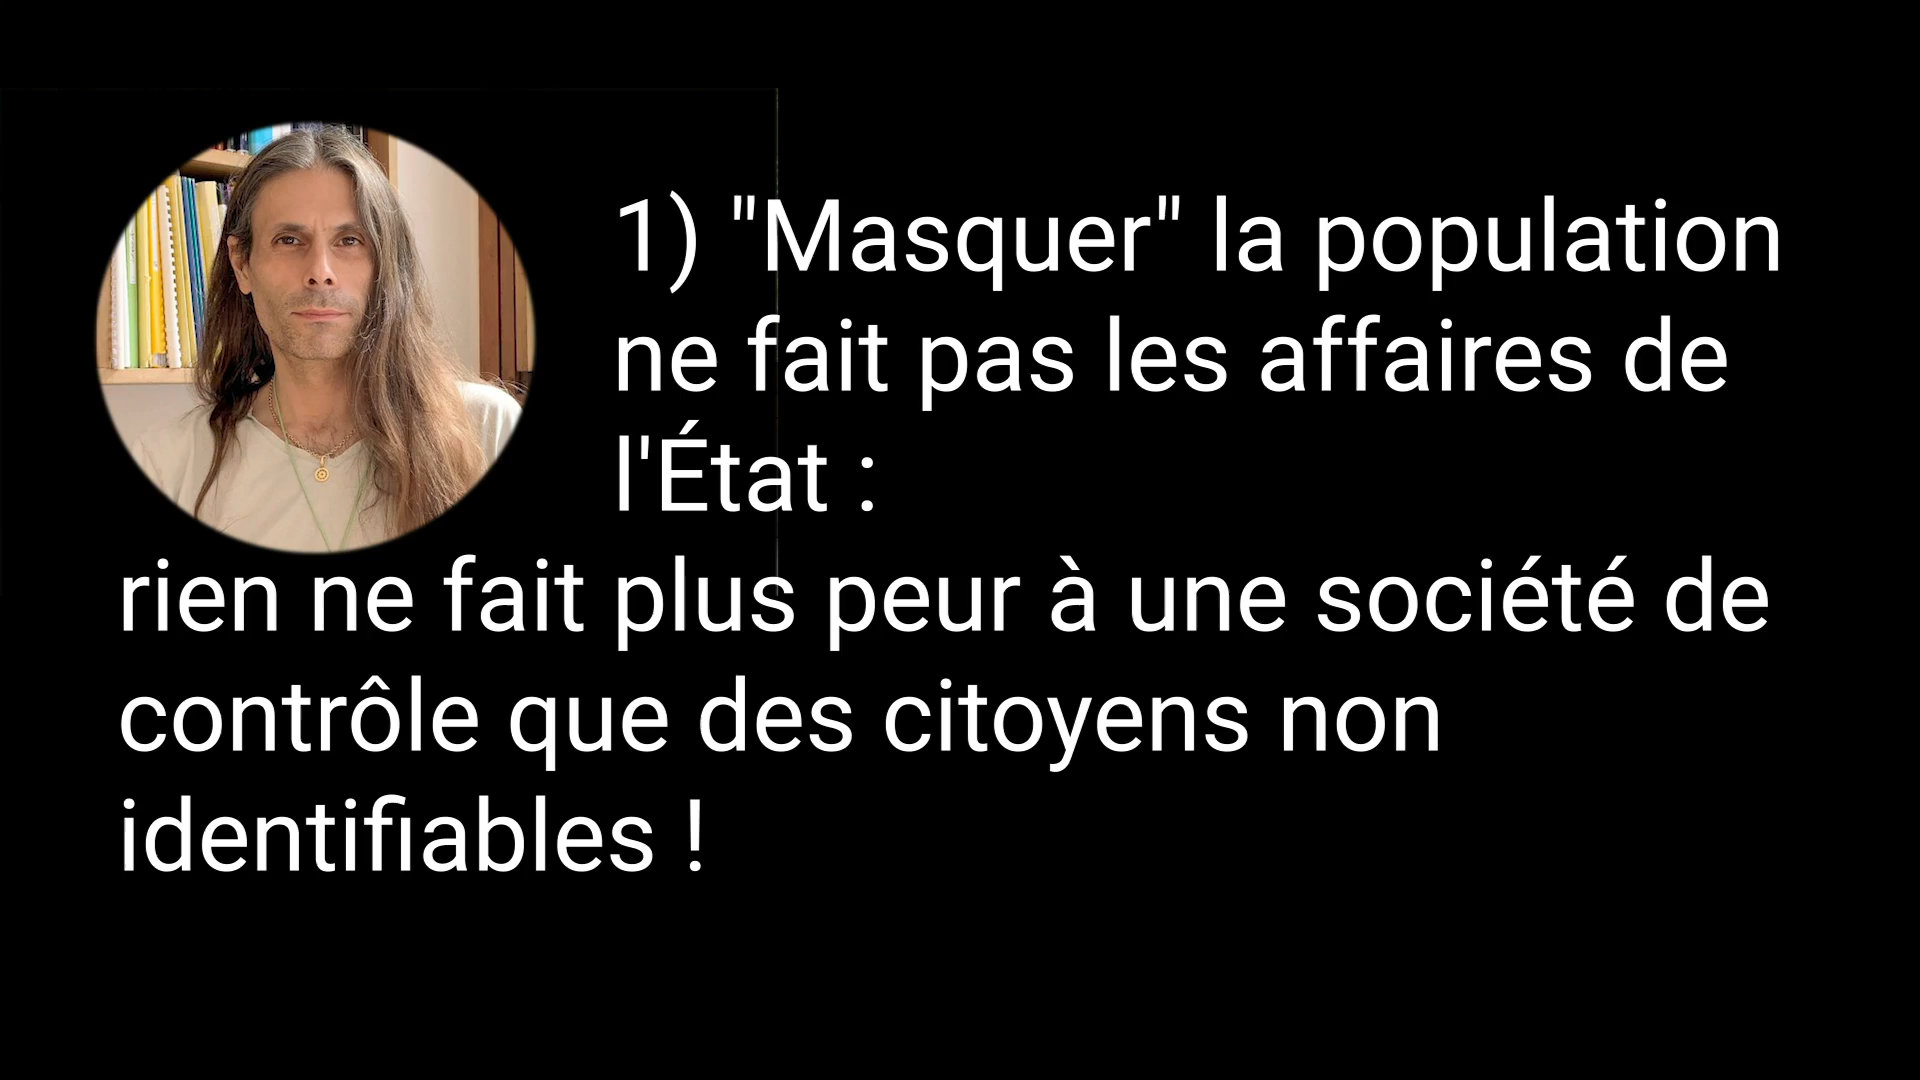 1) "Masquer" la population
ne fait pas les affaires de
l'État :
rien ne fait plus peur à une société de
contrôle que des citoyens non
identifiables !